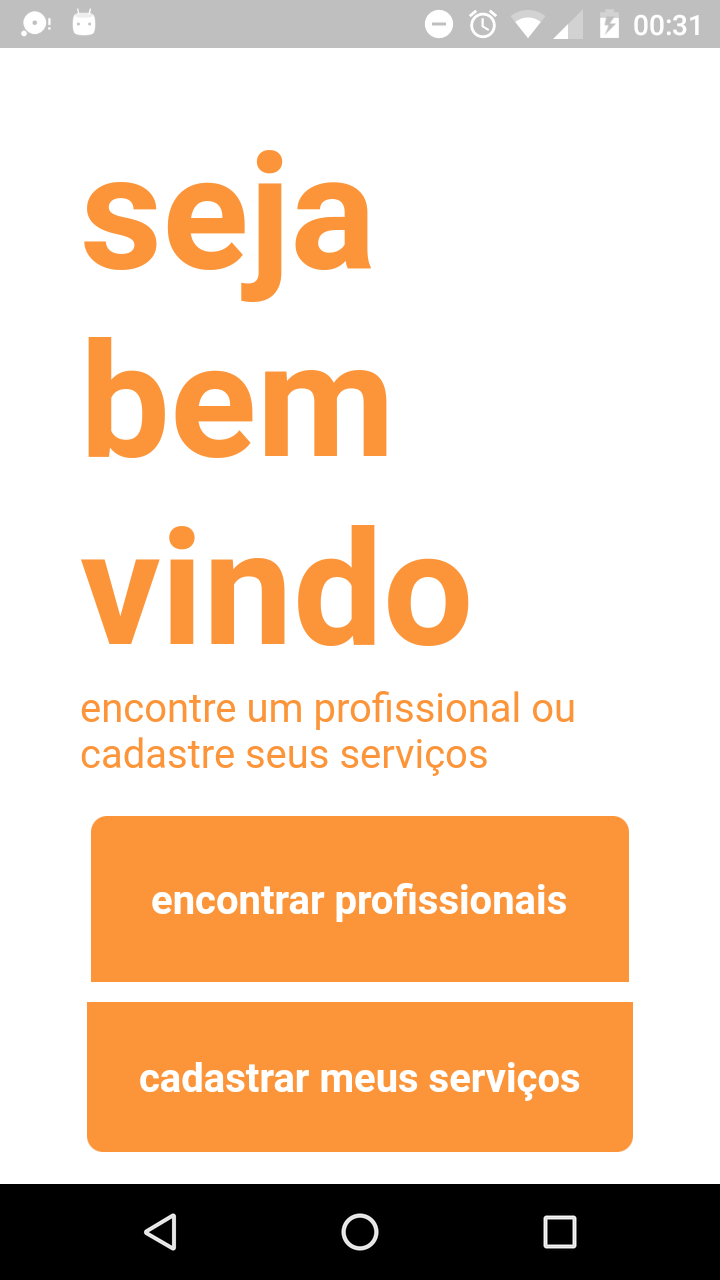 00:31
seja
bem
vindo
encontre um profissional ou
cadastre seus serviços
encontrar profissionais
cadastrar meus serviços